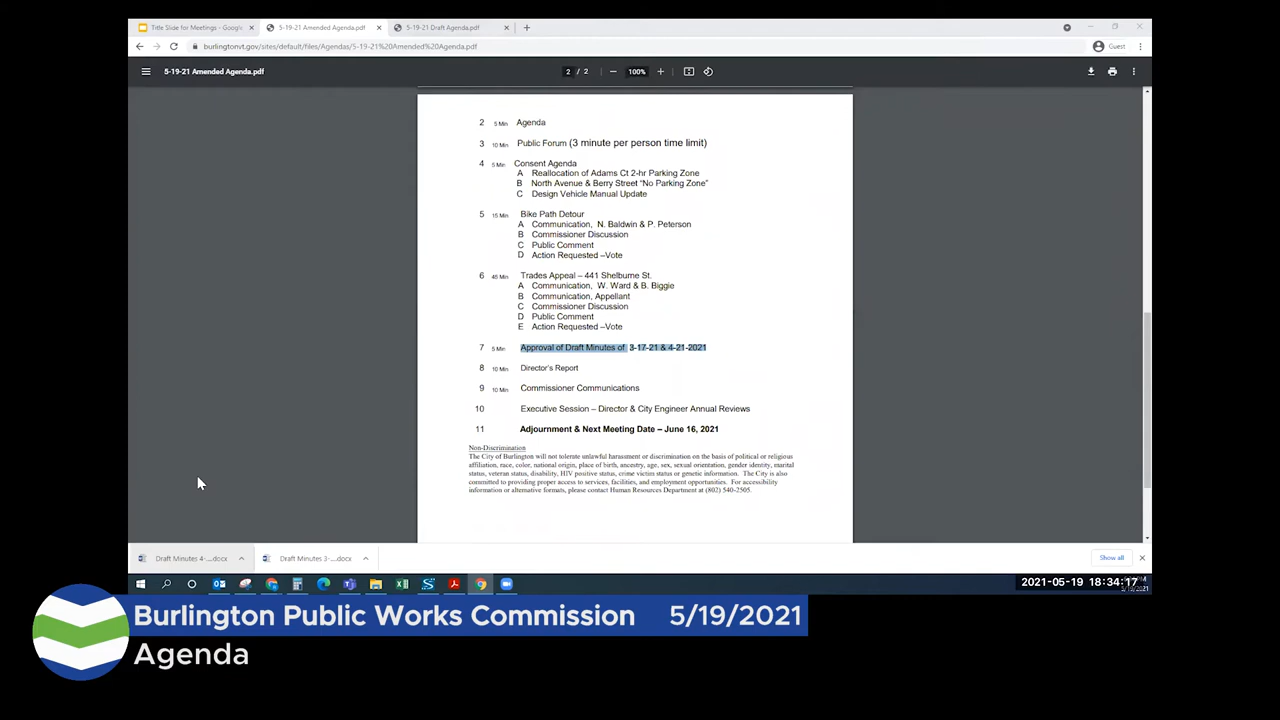 Title Slide for Meetings - Google
5-19-21 Amended Agenda.pdf
5-19-21 Draft Agenda.pdf
burlingtonvt.gov/sites/default/files/Agendas/5-19-21%20Amended%20Agenda.pdf
Guest
5-19-21 Amended Agenda.pdf
2 / 2
100%
2 5 Min Agenda
3 10 Min Public Forum (3 minute per person time limit)
4 5 Min Consent Agenda
A Reallocation of Adams Ct 2-hr Parking Zone
B North Avenue & Berry Street “No Parking Zone”
C Design Vehicle Manual Update
5 15 Min Bike Path Detour
A Communication, N. Baldwin & P. Peterson
B Commissioner Discussion
C Public Comment
D Action Requested –Vote
6 45 Min Trades Appeal – 441 Shelburne St.
A Communication, W. Ward & B. Biggie
B Communication, Appellant
C Commissioner Discussion
D Public Comment
E Action Requested –Vote
7 5 Min Approval of Draft Minutes of 3-17-21 & 4-21-2021
8 10 Min Director's Report
9 10 Min Commissioner Communications
10 Executive Session – Director & City Engineer Annual Reviews
11 Adjournment & Next Meeting Date – June 16, 2021
Non-Discrimination
The City of Burlington will not tolerate unlawful harassment or discrimination on the basis of political or religious
affiliation, race, color, national origin, place of birth, ancestry, age, sex, sexual orientation, gender identity, marital
status, veteran status, disability, HIV positive status, crime victim status or genetic information. The City is also
committed to providing proper access to services, facilities, and employment opportunities. For accessibility
information or alternative formats, please contact Human Resources Department at (802) 540-2505.
Draft Minutes 4-....docx
Draft Minutes 3-....docx
Show all
2021-05-19 18:34:17
Burlington Public Works Commission 5/19/2021
Agenda